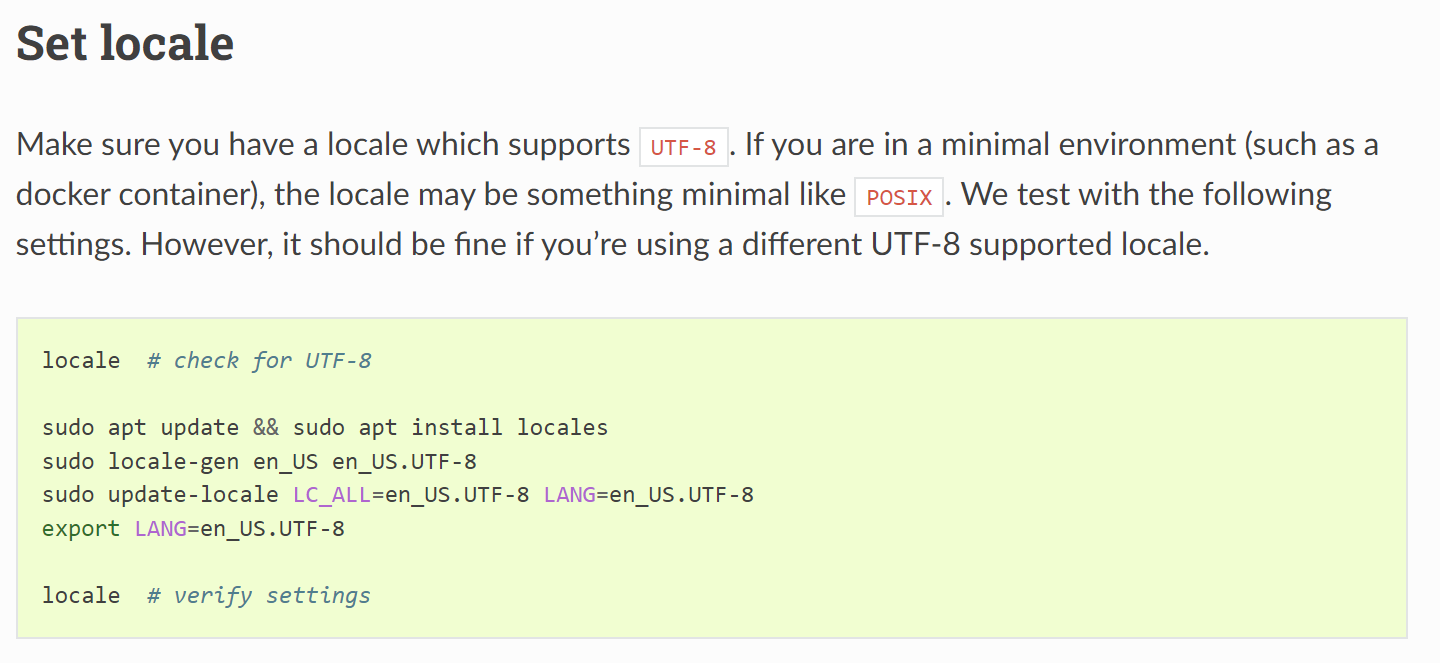 Set locale
Make sure you have a locale which supports UTF-8. If you are in a minimal environment (such as a
docker container), the locale may be something minimal like POSIX. We test with the following
settings. However, it should be fine if you’re using a different UTF-8 supported locale.
locale  # check for UTF-8
sudo apt update && sudo apt install locales
sudo locale-gen en_US en_US.UTF-8
sudo update-locale LC_ALL=en_US.UTF-8 LANG=en_US.UTF-8
export LANG=en_US.UTF-8
locale  # verify settings